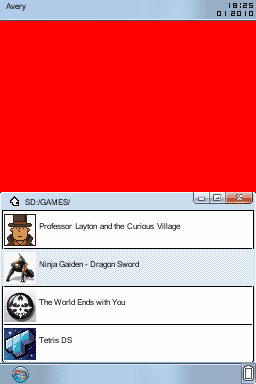 Avery
18:25
01 2010
SD:/GAMES/
Professor Layton and the Curious Village
Ninja Gaiden - Dragon Sword
The World Ends with You
Tetris DS